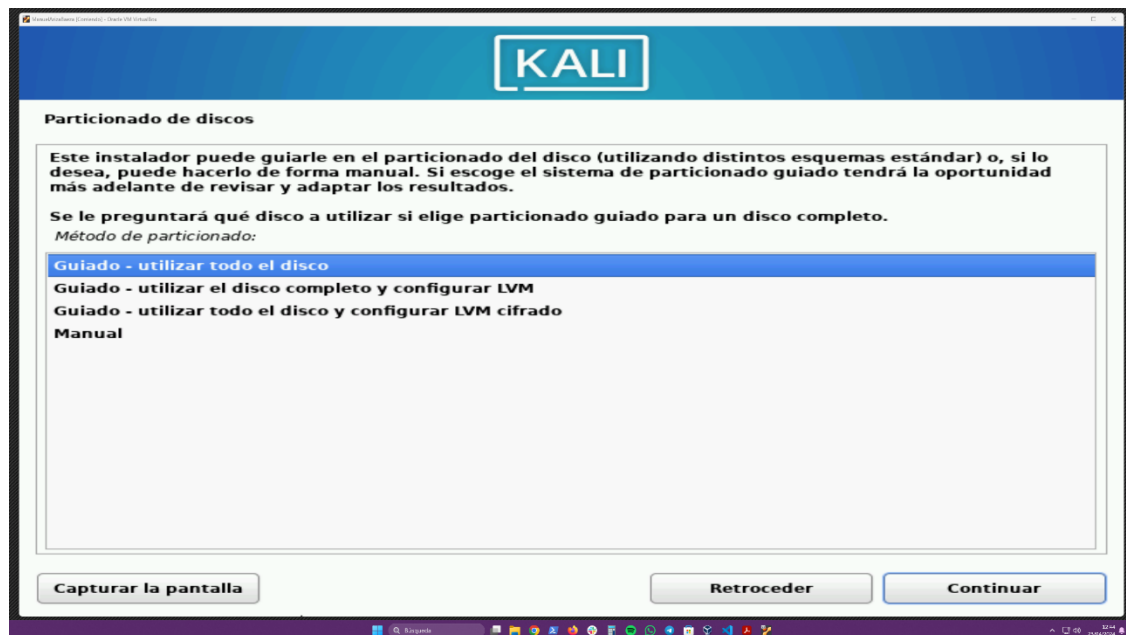 KALI
Particionado de discos
Este instalador puede guiarle en el particionado del disco (utilizando distintos esquemas estándar) o, si lo
desea, puede hacerlo de forma manual. Si escoge el sistema de particionado guiado tendrá la oportunidad
más adelante de revisar y adaptar los resultados.
Se le preguntará qué disco a utilizar si elige particionado guiado para un disco completo.
Método de particionado:
Guiado - utilizar todo el disco
Guiado - utilizar el disco completo y configurar LVM
Guiado - utilizar todo el disco y configurar LVM cifrado
Manual
Capturar la pantalla
Retroceder
Continuar
Búsqueda
12:44